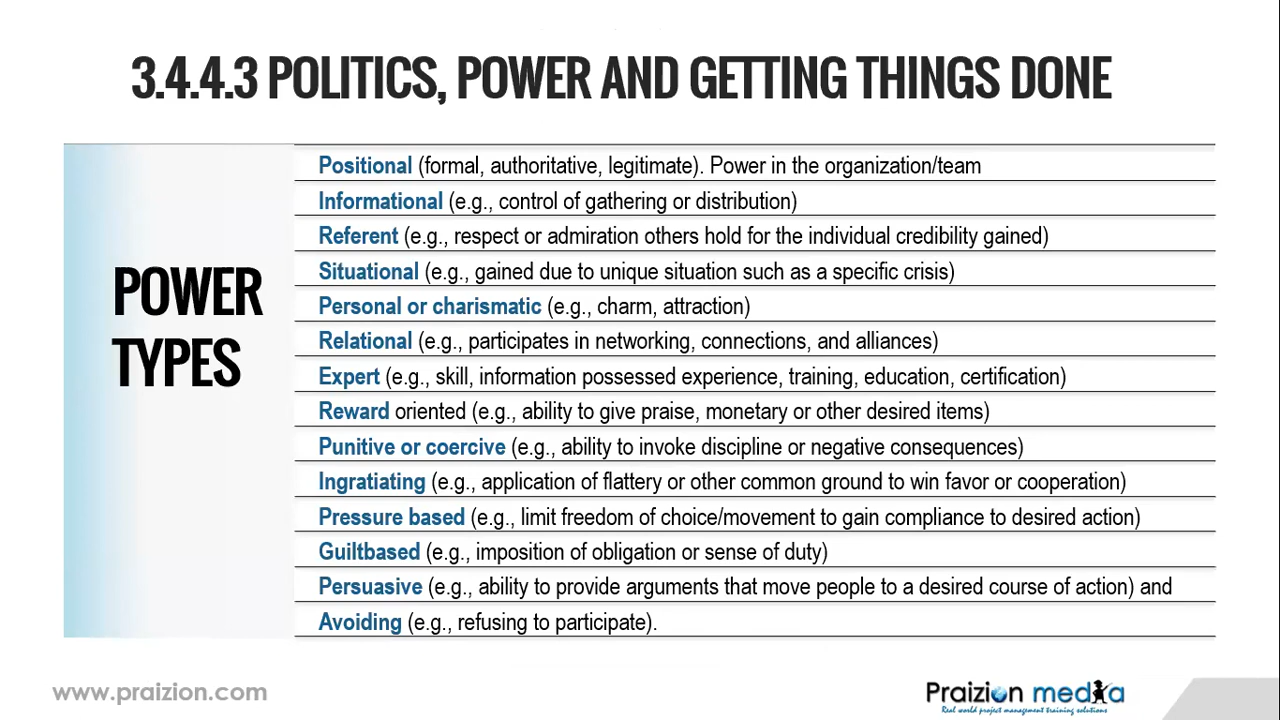 3.4.4.3 POLITICS, POWER AND GETTING THINGS DONE
POWER
TYPES
Positional (formal, authoritative, legitimate). Power in the organization/team
Informational (e.g., control of gathering or distribution)
Referent (e.g., respect or admiration others hold for the individual credibility gained)
Situational (e.g., gained due to unique situation such as a specific crisis)
Personal or charismatic (e.g., charm, attraction)
Relational (e.g., participates in networking, connections, and alliances)
Expert (e.g., skill, information possessed experience, training, education, certification)
Reward oriented (e.g., ability to give praise, monetary or other desired items)
Punitive or coercive (e.g., ability to invoke discipline or negative consequences)
Ingratiating (e.g., application of flattery or other common ground to win favor or cooperation)
Pressure based (e.g., limit freedom of choice/movement to gain compliance to desired action)
Guiltbased (e.g., imposition of obligation or sense of duty)
Persuasive (e.g., ability to provide arguments that move people to a desired course of action) and
Avoiding (e.g., refusing to participate).
www.praizion.com
Praizion media
Real world project management training solutions